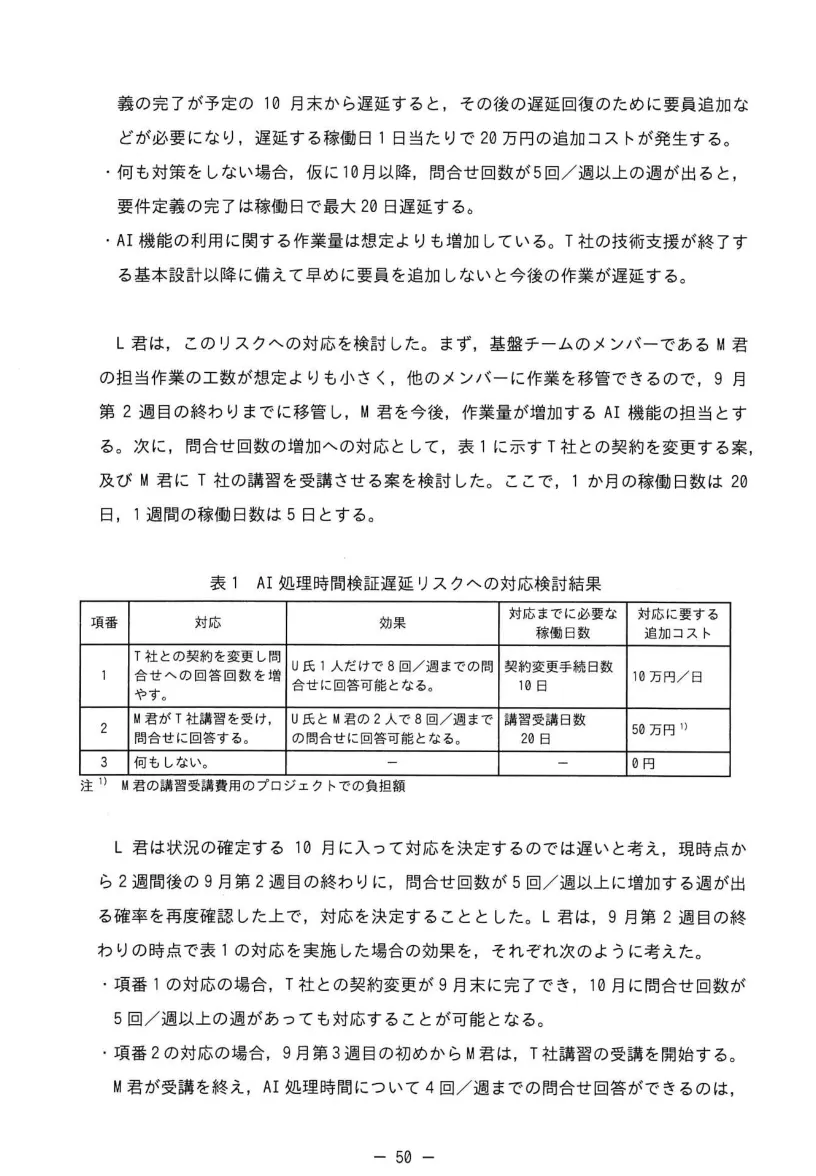 義の完了が予定の 10 月末から遅延すると，その後の遅延回復のために要員追加な
どが必要になり，遅延する稼働日１日当たりで 20 万円の追加コストが発生する。
・何も対策をしない場合，仮に10月以降，問合せ回数が5回／週以上の週が出ると，
要件定義の完了は稼働日で最大 20 日遅延する。
・AI 機能の利用に関する作業量は想定よりも増加している。T 社の技術支援が終了す
る基本設計以降に備えて早めに要員を追加しないと今後の作業が遅延する。
L 君は，このリスクへの対応を検討した。まず，基盤チームのメンバーである M 君
の担当作業の工数が想定よりも小さく，他のメンバーに作業を移管できるので，9 月
第 2 週目の終わりまでに移管し，M 君を今後，作業量が増加する AI 機能の担当とす
る。次に，問合せ回数の増加への対応として，表１に示す T 社との契約を変更する案，
及び M 君に T 社の講習を受講させる案を検討した。ここで，1 か月の稼働日数は 20
日，1 週間の稼働日数は 5 日とする。
表１　AI 処理時間検証遅延リスクへの対応検討結果
項番　対応　効果　対応までに必要な稼働日数　対応に要する追加コスト
1　T 社との契約を変更し問合せへの回答回数を増やす。　U 氏 1 人だけで 8 回／週までの問合せに回答可能となる。　契約変更手続日数 10 日　10 万円／日
2　M 君が T 社講習を受け，問合せに回答する。　U 氏と M 君の 2 人で 8 回／週までの問合せに回答可能となる。　講習受講日数 20 日　50 万円 1)
3　何もしない。　－　－　0 円
注 1)　M 君の講習受講費用のプロジェクトでの負担額
L 君は状況の確定する 10 月に入って対応を決定するのでは遅いと考え，現時点か
ら 2 週間後の 9 月第 2 週目の終わりに，問合せ回数が 5 回／週以上に増加する週が出
る確率を再度確認した上で，対応を決定することとした。L 君は，9 月第 2 週目の終
わりの時点で表 1 の対応を実施した場合の効果を，それぞれ次のように考えた。
・項番 1 の対応の場合，T 社との契約変更が 9 月末に完了でき，10 月に問合せ回数が
5 回／週以上の週があっても対応することが可能となる。
・項番 2 の対応の場合，9 月第 3 週目の初めから M 君は，T 社講習の受講を開始する。
M 君が受講を終え，AI 処理時間について 4 回／週までの問合せ回答ができるのは，
－ 50 －